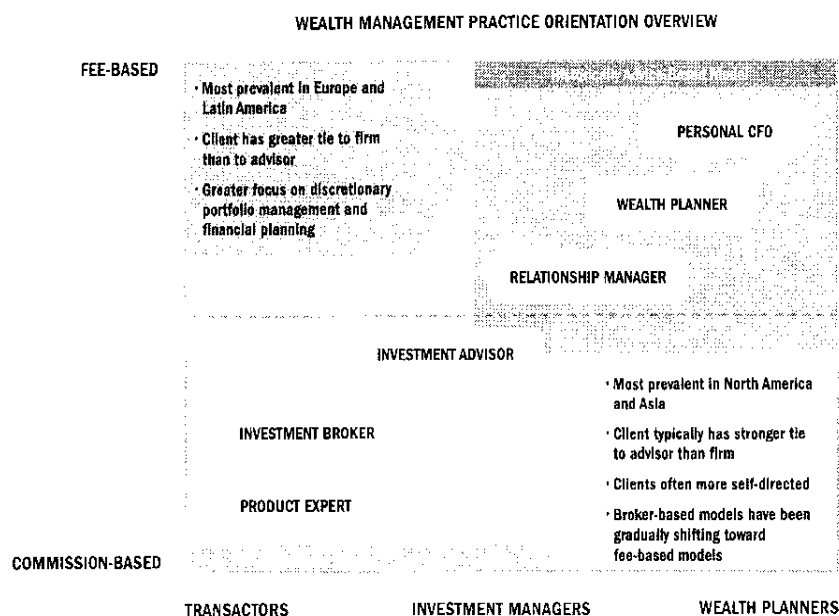 WEALTH MANAGEMENT PRACTICE ORIENTATION OVERVIEW
FEE-BASED
· Most prevalent in Europe and
Latin America
· Client has greater tie to firm
than to advisor
· Greater focus on discretionary
portfolio management and
financial planning
PERSONAL CFO
WEALTH PLANNER
RELATIONSHIP MANAGER
INVESTMENT ADVISOR
INVESTMENT BROKER
PRODUCT EXPERT
· Most prevalent in North America
and Asia
· Client typically has stronger tie
to advisor than firm
· Clients often more self-directed
· Broker-based models have been
gradually shifting toward
fee-based models
COMMISSION-BASED
TRANSACTORS
INVESTMENT MANAGERS
WEALTH PLANNERS